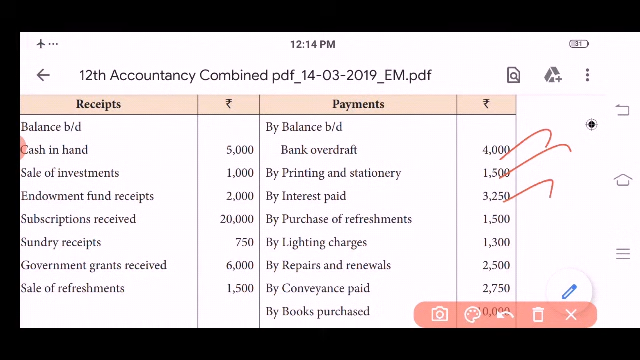 12:14 PM
31
12th Accountancy Combined pdf_14-03-2019_EM.pdf
Receipts ₹ Payments ₹
Balance b/d By Balance b/d
Cash in hand 5,000 Bank overdraft 4,000
Sale of investments 1,000 By Printing and stationery 1,500
Endowment fund receipts 2,000 By Interest paid 3,250
Subscriptions received 20,000 By Purchase of refreshments 1,500
Sundry receipts 750 By Lighting charges 1,300
Government grants received 6,000 By Repairs and renewals 2,500
Sale of refreshments 1,500 By Conveyance paid 2,750
By Books purchased 10,000